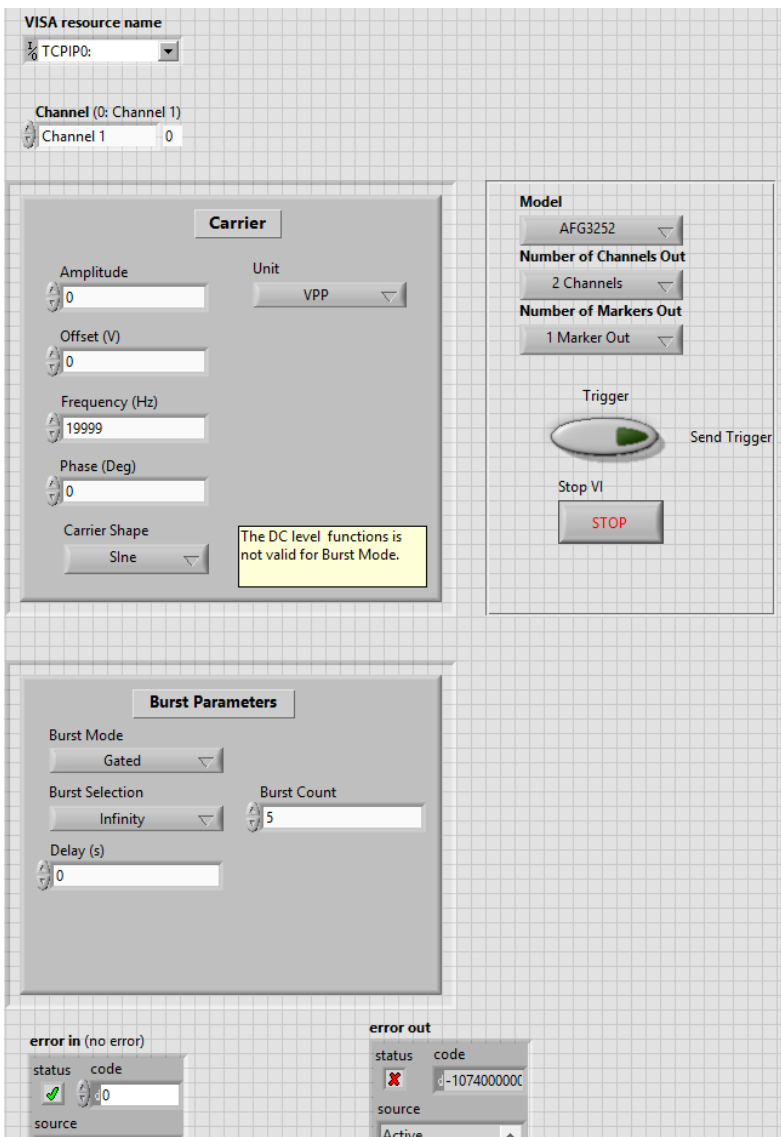 VISA resource name
TCPIP0:
Channel (0: Channel 1)
Channel 1 0
Carrier
Amplitude
0
Unit
VPP
Offset (V)
0
Frequency (Hz)
19999
Phase (Deg)
0
Carrier Shape
SIne
The DC level functions is
not valid for Burst Mode.
Model
AFG3252
Number of Channels Out
2 Channels
Number of Markers Out
1 Marker Out
Trigger
Send Trigger
Stop VI
STOP
Burst Parameters
Burst Mode
Gated
Burst Selection
Infinity
Burst Count
5
Delay (s)
0
error in (no error)
status code
d 0
source
error out
status code
d -1074000000
source
Active